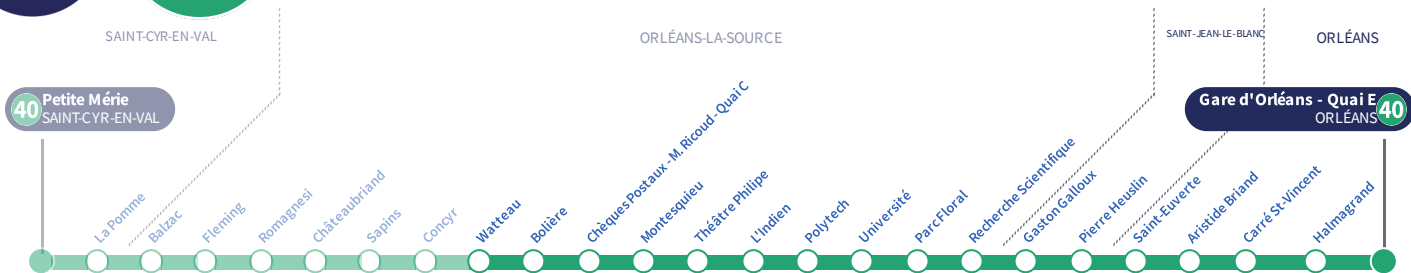 SAINT-CYR-EN-VAL
ORLÉANS-LA-SOURCE
SAINT-JEAN-LE-BLANC
ORLÉANS
40
Petite Mérie
SAINT-CYR-EN-VAL
Gare d'Orléans - Quai E
ORLÉANS
40
La Pomme
Balzac
Fleming
Romagnesi
Châteaubriand
Sapins
Concyr
Watteau
Bolière
Chèques Postaux - M. Ricoud - Quai C
Montesquieu
Théâtre Philipe
L'Indien
Polytech
Université
Parc Floral
Recherche Scientifique
Gaston Galloux
Pierre Heuslin
Saint-Euverte
Aristide Briand
Carré St-Vincent
Halmagrand